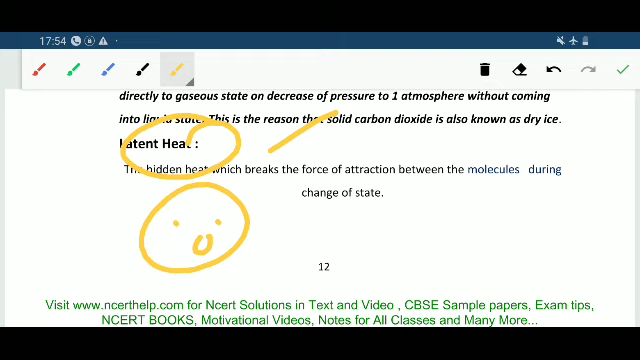 17:54
directly to gaseous state on decrease of pressure to 1 atmosphere without coming
into liquid state. This is the reason that solid carbon dioxide is also known as dry ice.
Latent Heat :
The hidden heat which breaks the force of attraction between the molecules during
change of state.
12
Visit www.ncerthelp.com for Ncert Solutions in Text and Video , CBSE Sample papers, Exam tips,
NCERT BOOKS, Motivational Videos, Notes for All Classes and Many More...